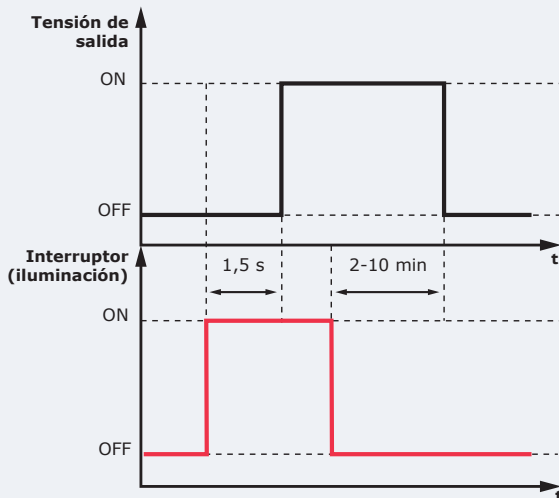 Tensión de
salida
ON
OFF
t
Interruptor
(iluminación)
1,5 s
2-10 min
ON
OFF
t